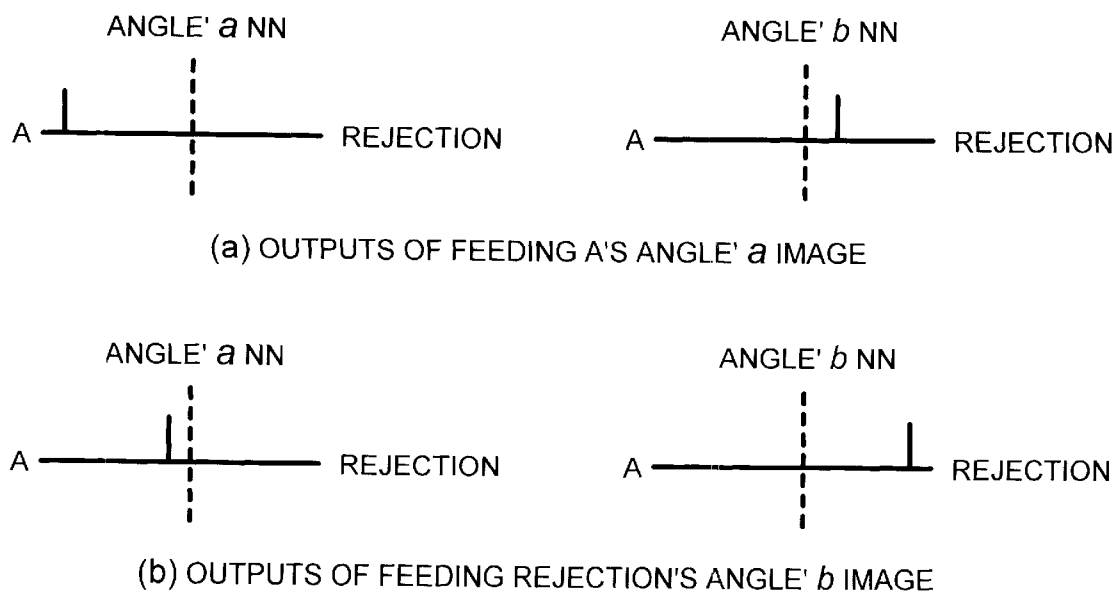 ANGLE' a NN
ANGLE' b NN
A
REJECTION
A
REJECTION
(a) OUTPUTS OF FEEDING A'S ANGLE' a IMAGE
ANGLE' a NN
ANGLE' b NN
A
REJECTION
A
REJECTION
(b) OUTPUTS OF FEEDING REJECTION'S ANGLE' b IMAGE